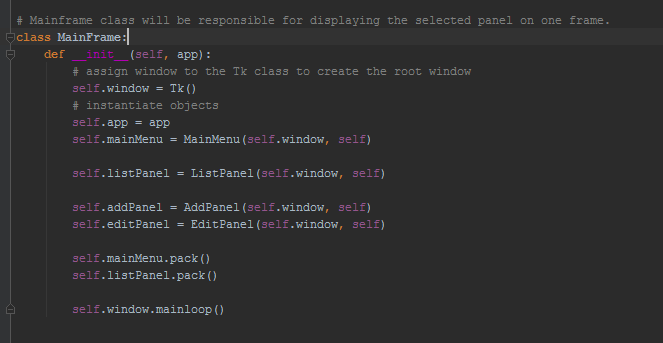 # Mainframe class will be responsible for displaying the selected panel on one frame.
class MainFrame:
    def __init__(self, app):
        # assign window to the Tk class to create the root window
        self.window = Tk()
        # instantiate objects
        self.app = app
        self.mainMenu = MainMenu(self.window, self)
        self.listPanel = ListPanel(self.window, self)
        self.addPanel = AddPanel(self.window, self)
        self.editPanel = EditPanel(self.window, self)
        self.mainMenu.pack()
        self.listPanel.pack()
        self.window.mainloop()